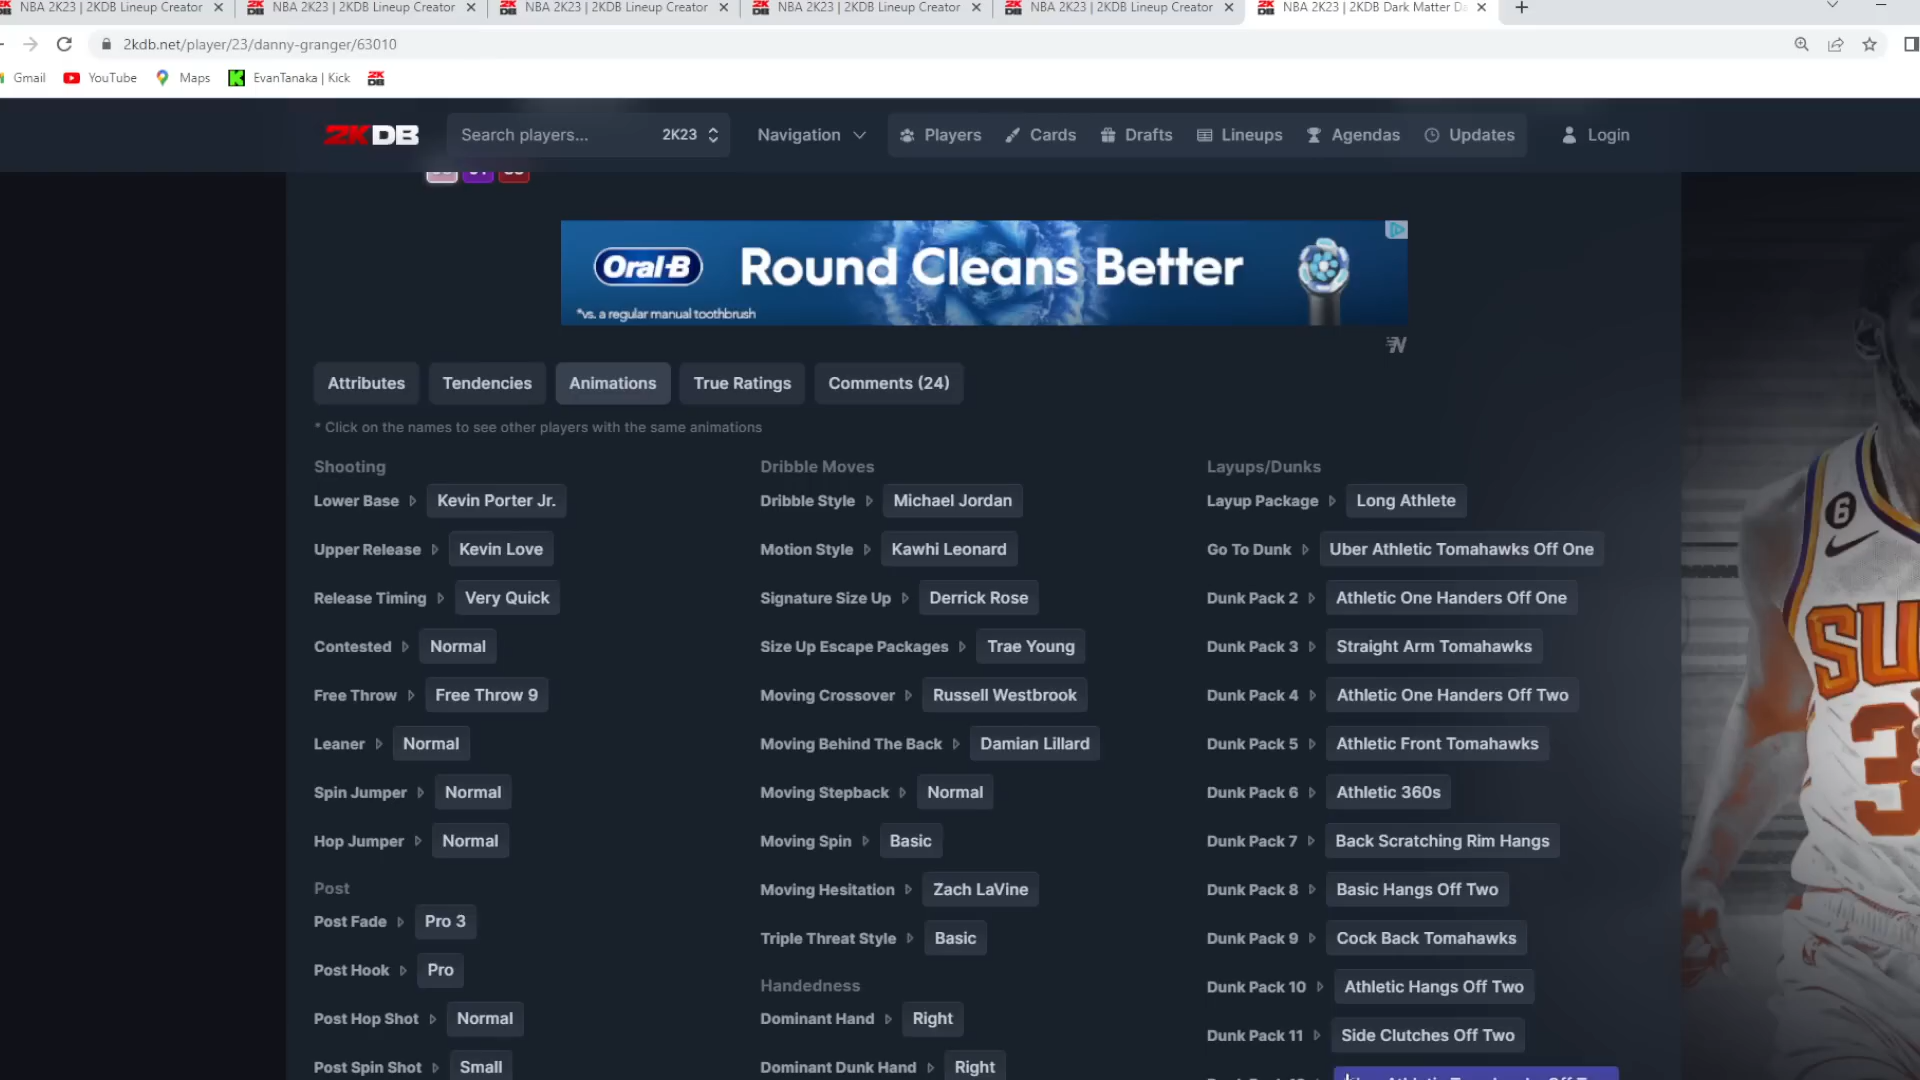 NBA 2K23 | 2KDB Lineup Creator
NBA 2K23 | 2KDB Lineup Creator
NBA 2K23 | 2KDB Lineup Creator
NBA 2K23 | 2KDB Lineup Creator
NBA 2K23 | 2KDB Lineup Creator
NBA 2K23 | 2KDB Dark Matter Da
2kdb.net/player/23/danny-granger/63010
Gmail YouTube Maps EvanTanaka | Kick
2KDB Search players... 2K23 Navigation Players Cards Drafts Lineups Agendas Updates Login
Oral-B Round Cleans Better
*vs. a regular manual toothbrush
Attributes Tendencies Animations True Ratings Comments (24)
* Click on the names to see other players with the same animations
Shooting
Lower Base Kevin Porter Jr.
Upper Release Kevin Love
Release Timing Very Quick
Contested Normal
Free Throw Free Throw 9
Leaner Normal
Spin Jumper Normal
Hop Jumper Normal
Post
Post Fade Pro 3
Post Hook Pro
Post Hop Shot Normal
Post Spin Shot Small
Dribble Moves
Dribble Style Michael Jordan
Motion Style Kawhi Leonard
Signature Size Up Derrick Rose
Size Up Escape Packages Trae Young
Moving Crossover Russell Westbrook
Moving Behind The Back Damian Lillard
Moving Stepback Normal
Moving Spin Basic
Moving Hesitation Zach LaVine
Triple Threat Style Basic
Handedness
Dominant Hand Right
Dominant Dunk Hand Right
Layups/Dunks
Layup Package Long Athlete
Go To Dunk Uber Athletic Tomahawks Off One
Dunk Pack 2 Athletic One Handers Off One
Dunk Pack 3 Straight Arm Tomahawks
Dunk Pack 4 Athletic One Handers Off Two
Dunk Pack 5 Athletic Front Tomahawks
Dunk Pack 6 Athletic 360s
Dunk Pack 7 Back Scratching Rim Hangs
Dunk Pack 8 Basic Hangs Off Two
Dunk Pack 9 Cock Back Tomahawks
Dunk Pack 10 Athletic Hangs Off Two
Dunk Pack 11 Side Clutches Off Two
6
SU
3